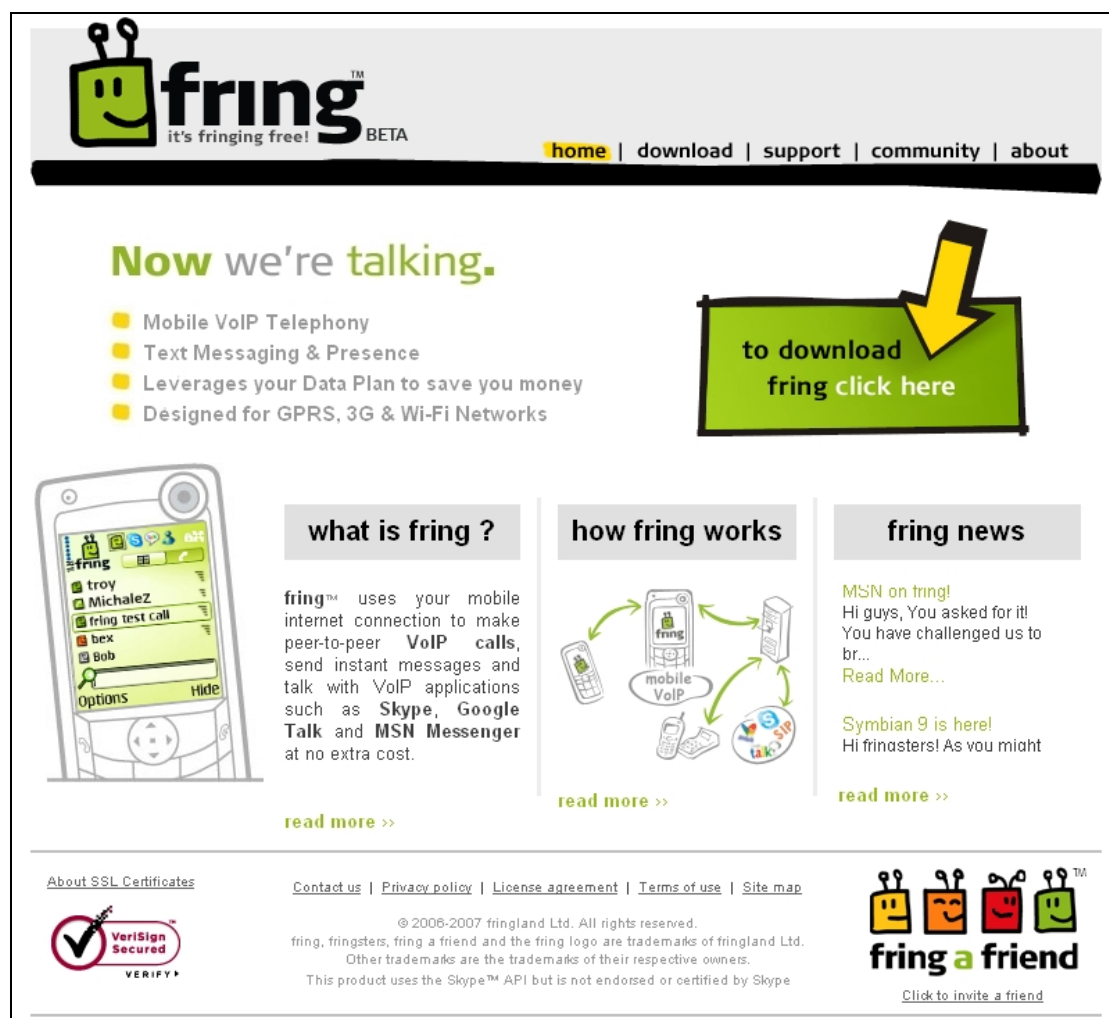 fring™
it's fringing free! BETA
home | download | support | community | about
Now we're talking.
Mobile VoIP Telephony
Text Messaging & Presence
Leverages your Data Plan to save you money
Designed for GPRS, 3G & Wi-Fi Networks
to download
fring click here
fring
troy
MichaleZ
fring test call
bex
Bob
Options Hide
what is fring ?
fring™ uses your mobile
internet connection to make
peer-to-peer VoIP calls,
send instant messages and
talk with VoIP applications
such as Skype, Google
Talk and MSN Messenger
at no extra cost.
read more >>
how fring works
fring
mobile
VoIP
SIP
talk
read more >>
fring news
MSN on fring!
Hi guys, You asked for it!
You have challenged us to
br...
Read More...
Symbian 9 is here!
Hi fringsters! As you might
read more >>
About SSL Certificates
VeriSign
Secured
VERIFY
Contact us | Privacy policy | License agreement | Terms of use | Site map
© 2006-2007 fringland Ltd. All rights reserved.
fring, fringsters, fring a friend and the fring logo are trademarks of fringland Ltd.
Other trademarks are the trademarks of their respective owners.
This product uses the Skype™ API but is not endorsed or certified by Skype
TM
fring a friend
Click to invite a friend